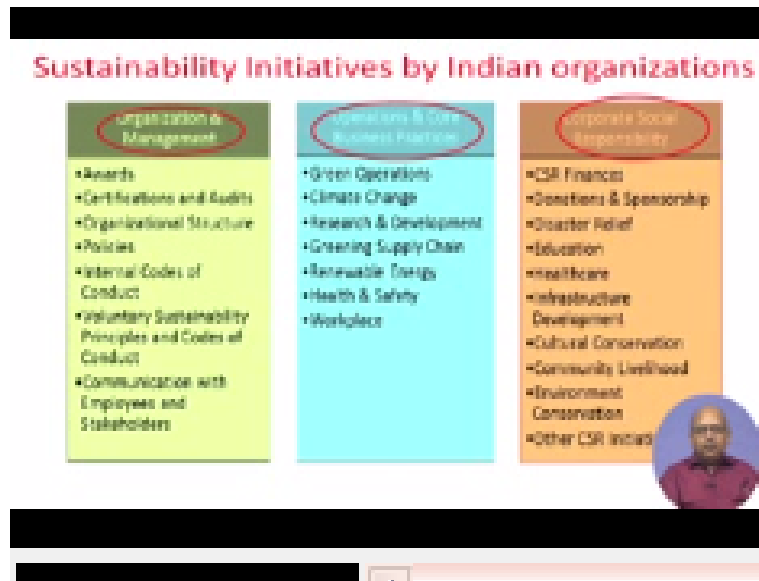 Sustainability Initiatives by Indian organizations
Organization &
Management
•Awards
•Certifications and Audits
•Organizational Structure
•Policies
•Internal Codes of
Conduct
•Voluntary Sustainability
Principles and Codes of
Conduct
•Communication with
Employees and
Stakeholders
Operations & Core
Business Practices
•Green Operations
•Climate Change
•Research & Development
•Greening Supply Chain
•Renewable Energy
•Health & Safety
•Workplace
Corporate Social
Responsibility
•CSR Finances
•Donations & Sponsorship
•Disaster Relief
•Education
•Healthcare
•Infrastructure
Development
•Cultural Conservation
•Community Livelihood
•Environment
Conservation
•Other CSR